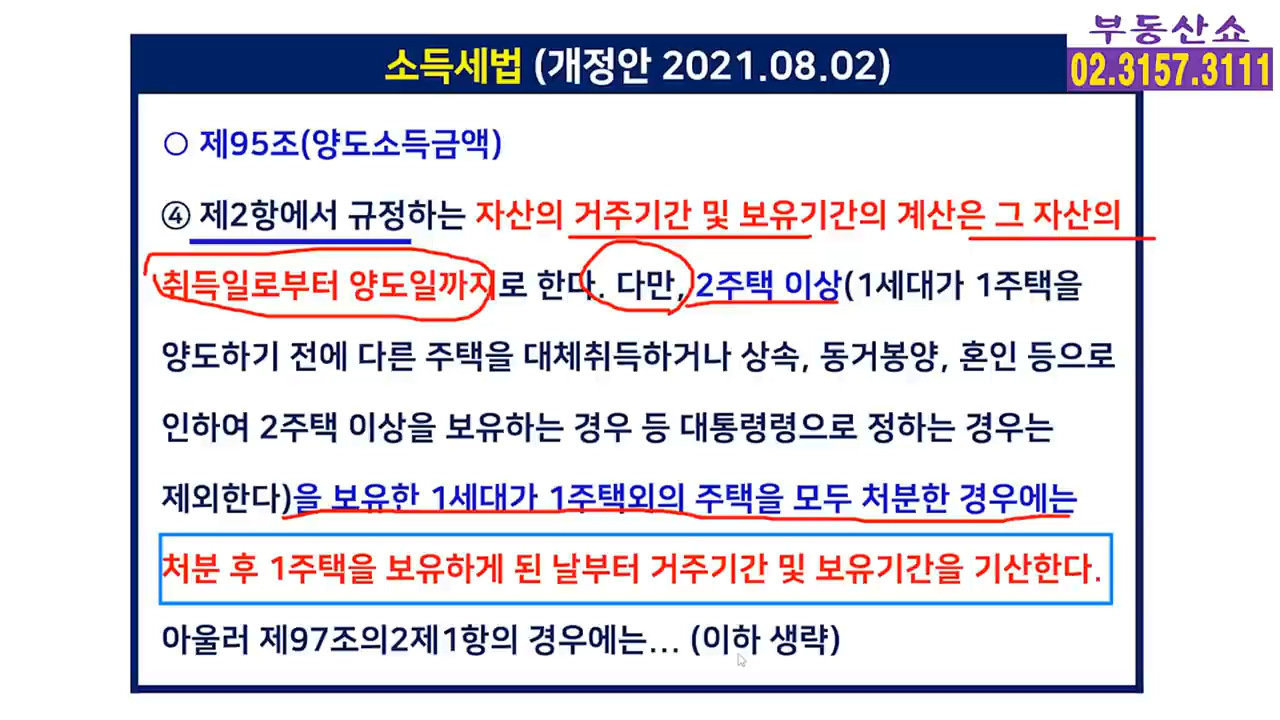 부동산쇼
02.3157.3111
소득세법 (개정안 2021.08.02)
○ 제95조(양도소득금액)
④ 제2항에서 규정하는 자산의 거주기간 및 보유기간의 계산은 그 자산의
취득일로부터 양도일까지로 한다. 다만, 2주택 이상(1세대가 1주택을
양도하기 전에 다른 주택을 대체취득하거나 상속, 동거봉양, 혼인 등으로
인하여 2주택 이상을 보유하는 경우 등 대통령령으로 정하는 경우는
제외한다)을 보유한 1세대가 1주택외의 주택을 모두 처분한 경우에는
처분 후 1주택을 보유하게 된 날부터 거주기간 및 보유기간을 기산한다.
아울러 제97조의2제1항의 경우에는... (이하 생략)